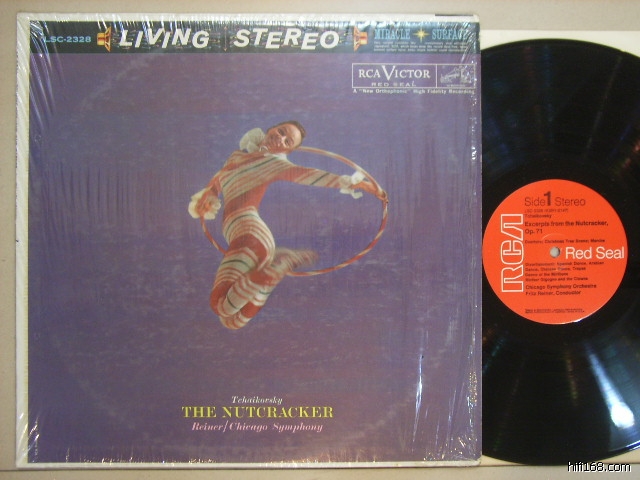 LSC-2328
LIVING STEREO
MIRACLE SURFACE
RCA VICTOR
RED SEAL
A "New Orthophonic" High Fidelity Recording
Tchaikovsky
THE NUTCRACKER
Reiner/Chicago Symphony
RCA
Side 1 Stereo
Tchaikovsky
Excerpts from the Nutcracker,
Op. 71
Red Seal
Chicago Symphony Orchestra
Fritz Reiner, Conductor
hifi168.com